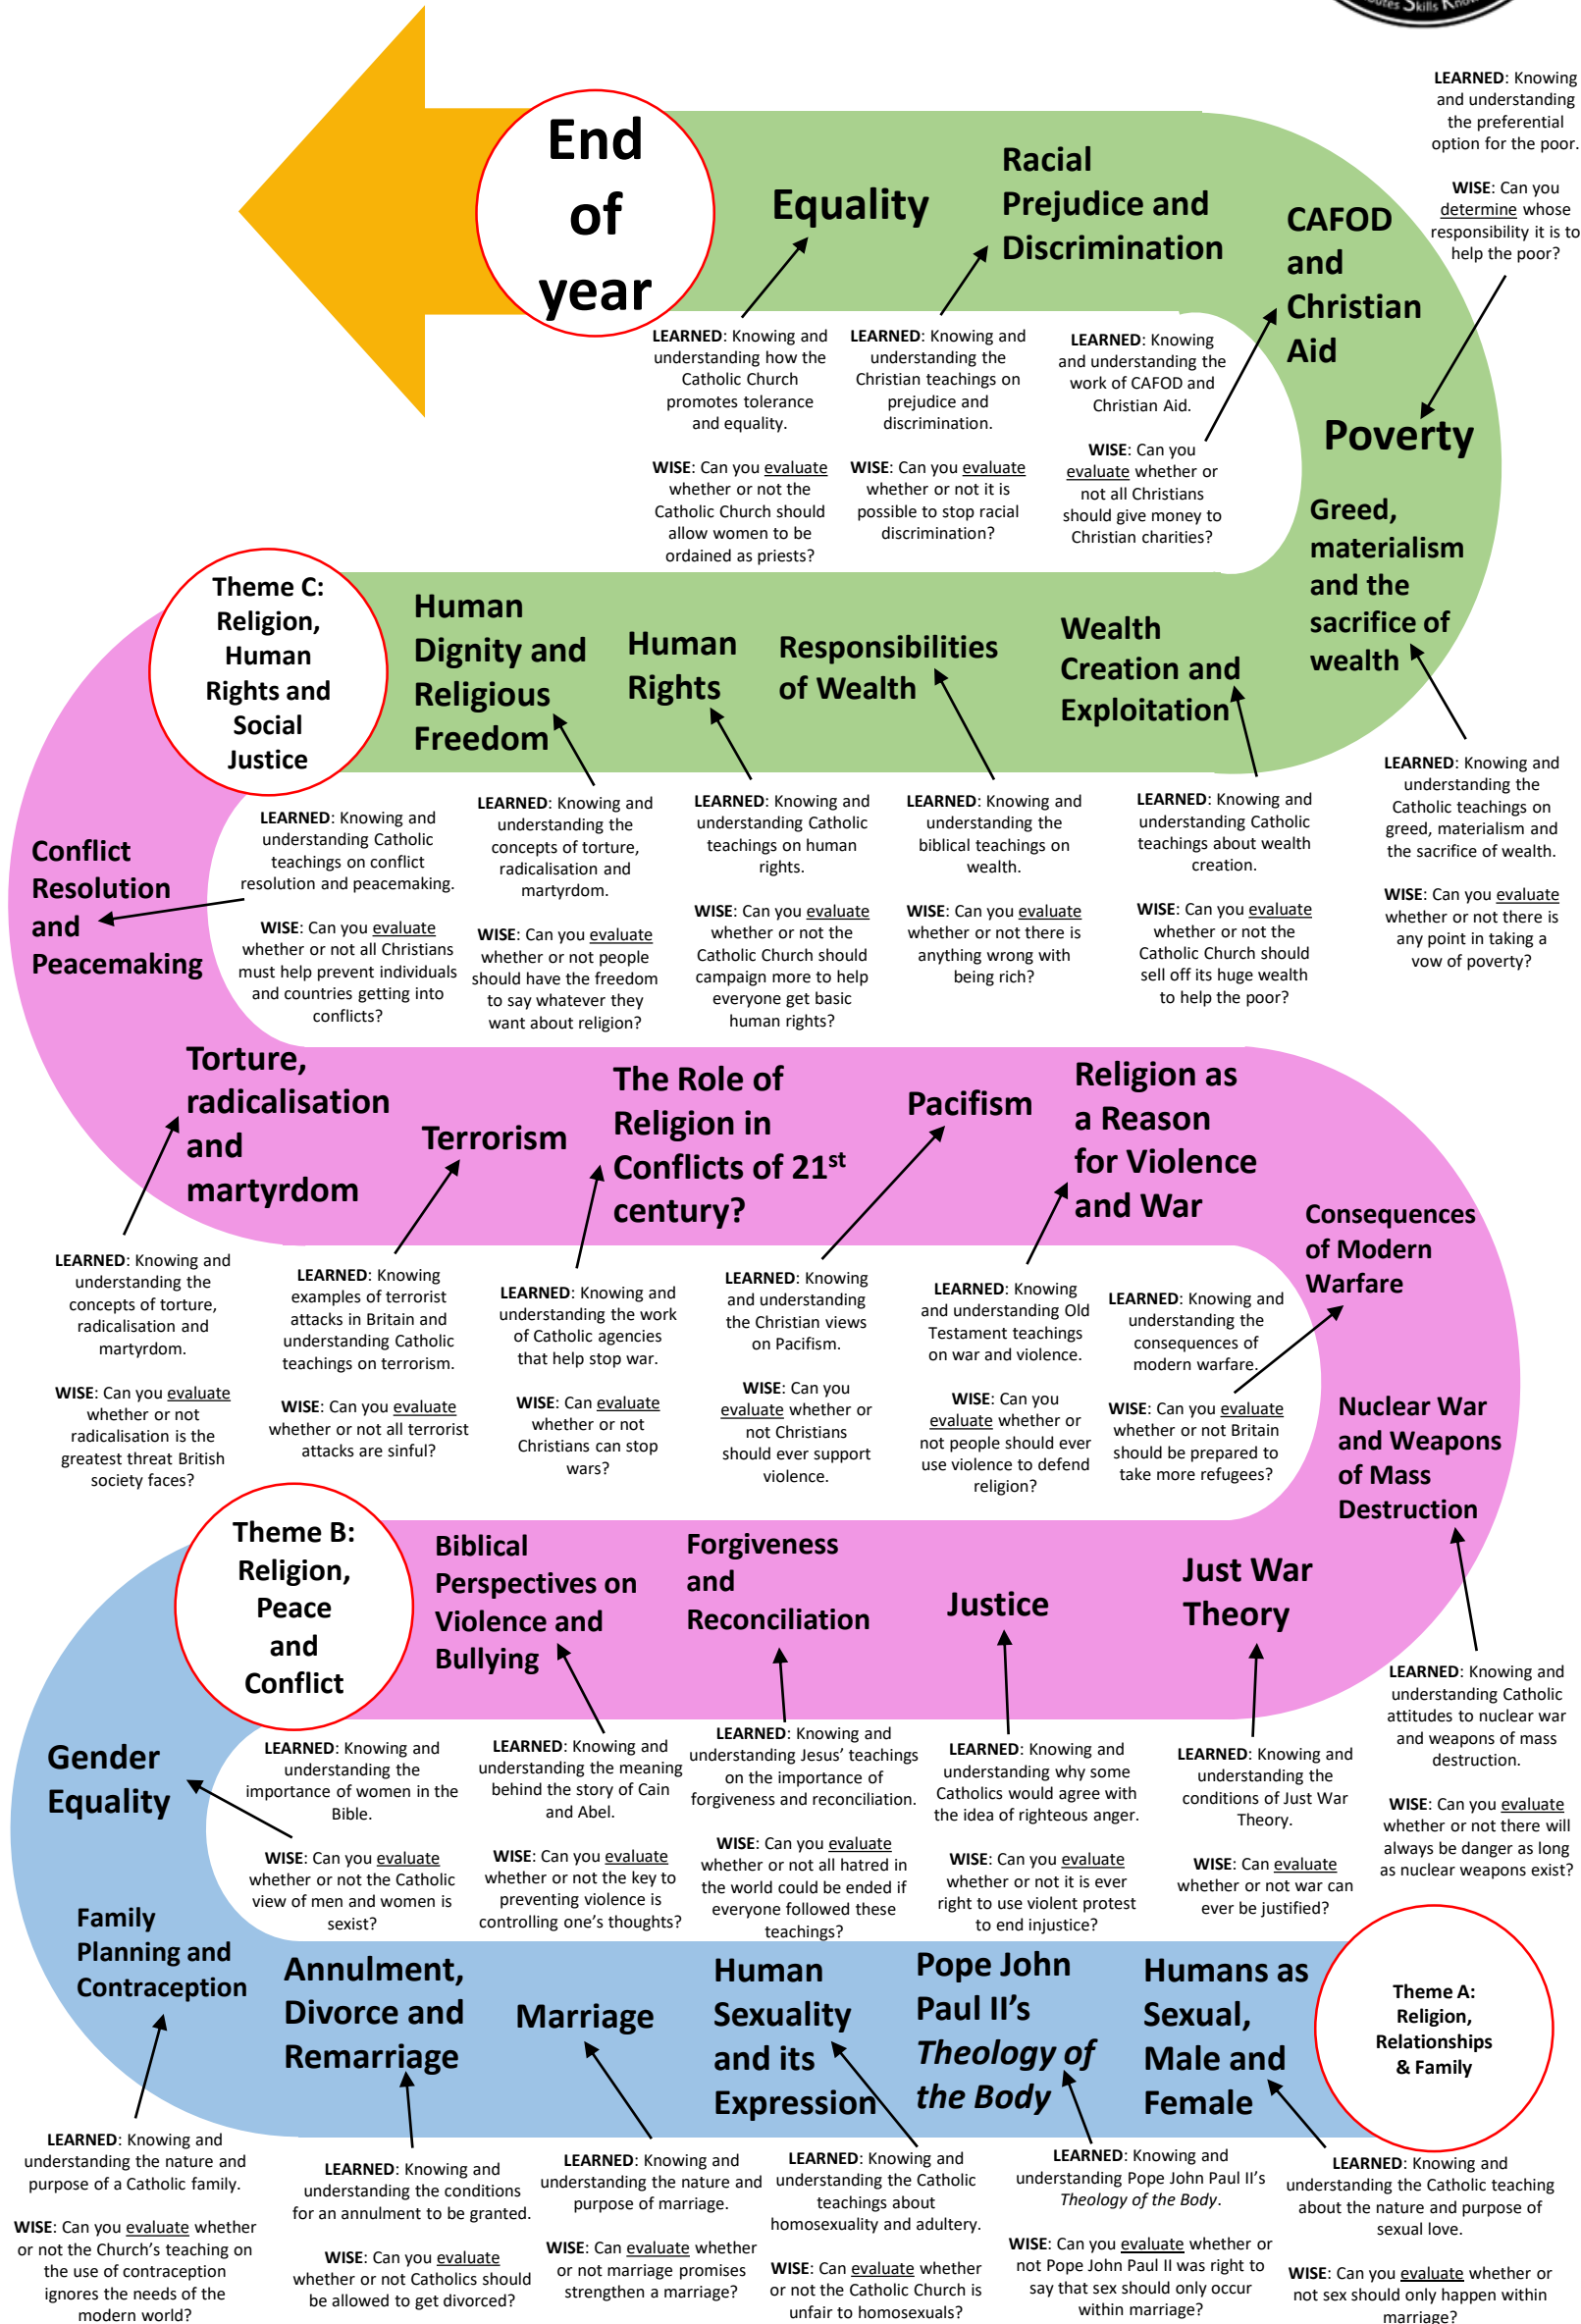 Skills
LEARNED: Knowing
and understanding
the preferential
option for the poor.
WISE: Can you
determine whose
responsibility it is to
help the poor?
End
of
year
Equality
Racial
Prejudice and
Discrimination
CAFOD
and
Christian
Aid
Poverty
Greed,
materialism
and the
sacrifice of
wealth
LEARNED: Knowing and
understanding how the
Catholic Church
promotes tolerance
and equality.
WISE: Can you evaluate
whether or not the
Catholic Church should
allow women to be
ordained as priests?
LEARNED: Knowing and
understanding the
Christian teachings on
prejudice and
discrimination.
WISE: Can you evaluate
whether or not it is
possible to stop racial
discrimination?
LEARNED: Knowing
and understanding the
work of CAFOD and
Christian Aid.
WISE: Can you
evaluate whether or
not all Christians
should give money to
Christian charities?
Theme C:
Religion,
Human
Rights and
Social
Justice
Human
Dignity and
Religious
Freedom
Human
Rights
Responsibilities
of Wealth
Wealth
Creation and
Exploitation
LEARNED: Knowing and
understanding the
Catholic teachings on
greed, materialism and
the sacrifice of wealth.
WISE: Can you evaluate
whether or not there is
any point in taking a
vow of poverty?
Conflict
Resolution
and
Peacemaking
LEARNED: Knowing and
understanding Catholic
teachings on conflict
resolution and peacemaking.
WISE: Can you evaluate
whether or not all Christians
must help prevent individuals
and countries getting into
conflicts?
LEARNED: Knowing and
understanding the
concepts of torture,
radicalisation and
martyrdom.
WISE: Can you evaluate
whether or not people
should have the freedom
to say whatever they
want about religion?
LEARNED: Knowing and
understanding Catholic
teachings on human
rights.
WISE: Can you evaluate
whether or not the
Catholic Church should
campaign more to help
everyone get basic
human rights?
LEARNED: Knowing and
understanding the
biblical teachings on
wealth.
WISE: Can you evaluate
whether or not there is
anything wrong with
being rich?
LEARNED: Knowing and
understanding Catholic
teachings about wealth
creation.
WISE: Can you evaluate
whether or not the
Catholic Church should
sell off its huge wealth
to help the poor?
Torture,
radicalisation
and
martyrdom
Terrorism
The Role of
Religion in
Conflicts of 21st
century?
Pacifism
Religion as
a Reason
for Violence
and War
Consequences
of Modern
Warfare
Nuclear War
and Weapons
of Mass
Destruction
LEARNED: Knowing and
understanding the
concepts of torture,
radicalisation and
martyrdom.
WISE: Can you evaluate
whether or not
radicalisation is the
greatest threat British
society faces?
LEARNED: Knowing
examples of terrorist
attacks in Britain and
understanding Catholic
teachings on terrorism.
WISE: Can you evaluate
whether or not all terrorist
attacks are sinful?
LEARNED: Knowing and
understanding the work
of Catholic agencies
that help stop war.
WISE: Can evaluate
whether or not
Christians can stop
wars?
LEARNED: Knowing
and understanding
the Christian views
on Pacifism.
WISE: Can you
evaluate whether or
not Christians
should ever support
violence.
LEARNED: Knowing
and understanding Old
Testament teachings
on war and violence.
WISE: Can you
evaluate whether or
not people should ever
use violence to defend
religion?
LEARNED: Knowing and
understanding the
consequences of
modern warfare.
WISE: Can you evaluate
whether or not Britain
should be prepared to
take more refugees?
Theme B:
Religion,
Peace
and
Conflict
Biblical
Perspectives on
Violence and
Bullying
Forgiveness
and
Reconciliation
Justice
Just War
Theory
LEARNED: Knowing and
understanding Catholic
attitudes to nuclear war
and weapons of mass
destruction.
WISE: Can you evaluate
whether or not there will
always be danger as long
as nuclear weapons exist?
Gender
Equality
LEARNED: Knowing and
understanding the
importance of women in the
Bible.
WISE: Can you evaluate
whether or not the Catholic
view of men and women is
sexist?
LEARNED: Knowing and
understanding the meaning
behind the story of Cain
and Abel.
WISE: Can you evaluate
whether or not the key to
preventing violence is
controlling one's thoughts?
LEARNED: Knowing and
understanding Jesus' teachings
on the importance of
forgiveness and reconciliation.
WISE: Can you evaluate
whether or not all hatred in
the world could be ended if
everyone followed these
teachings?
LEARNED: Knowing and
understanding why some
Catholics would agree with
the idea of righteous anger.
WISE: Can you evaluate
whether or not it is ever
right to use violent protest
to end injustice?
LEARNED: Knowing and
understanding the
conditions of Just War
Theory.
WISE: Can evaluate
whether or not war can
ever be justified?
Family
Planning and
Contraception
Annulment,
Divorce and
Remarriage
Marriage
Human
Sexuality
and its
Expression
Pope John
Paul II's
Theology of
the Body
Humans as
Sexual,
Male and
Female
Theme A:
Religion,
Relationships
& Family
LEARNED: Knowing and
understanding the nature and
purpose of a Catholic family.
WISE: Can you evaluate whether
or not the Church's teaching on
the use of contraception
ignores the needs of the
modern world?
LEARNED: Knowing and
understanding the conditions
for an annulment to be granted.
WISE: Can you evaluate
whether or not Catholics should
be allowed to get divorced?
LEARNED: Knowing and
understanding the nature and
purpose of marriage.
WISE: Can evaluate whether
or not marriage promises
strengthen a marriage?
LEARNED: Knowing and
understanding the Catholic
teachings about
homosexuality and adultery.
WISE: Can evaluate whether
or not the Catholic Church is
unfair to homosexuals?
LEARNED: Knowing and
understanding Pope John Paul II's
Theology of the Body.
WISE: Can you evaluate whether or
not Pope John Paul II was right to
say that sex should only occur
within marriage?
LEARNED: Knowing and
understanding the Catholic teaching
about the nature and purpose of
sexual love.
WISE: Can you evaluate whether or
not sex should only happen within
marriage?